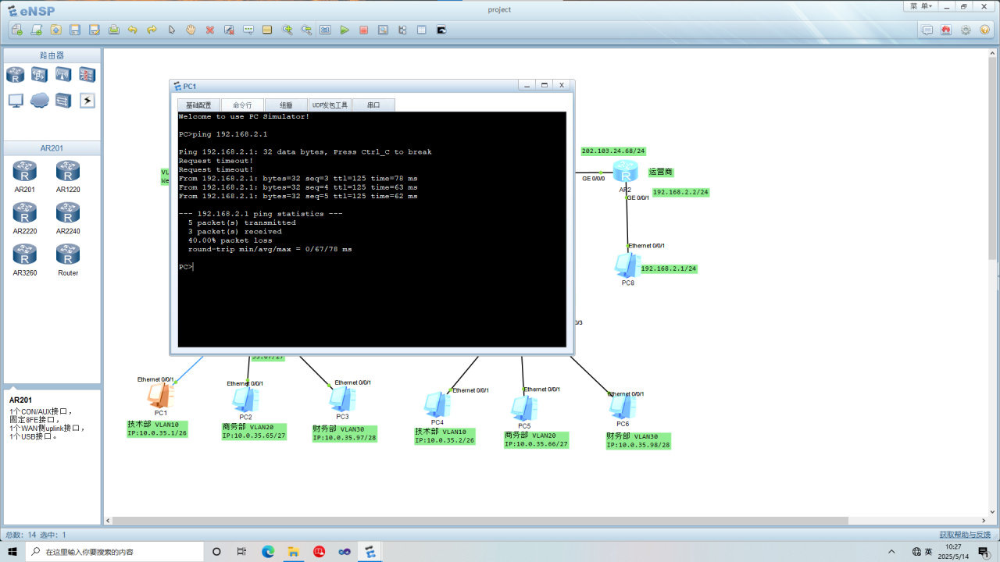 eNSP
project
菜 单
路由器
AR201
AR201
AR1220
AR2220
AR2240
AR3260
Router
AR201
1个CON/AUX接口，
固定8FE接口，
1个WAN侧uplink接口，
1个USB接口。
PC1
基础配置
命令行
组播
UDP发包工具
串口
Welcome to use PC Simulator!
PC>ping 192.168.2.1
Ping 192.168.2.1: 32 data bytes, Press Ctrl_C to break
Request timeout!
Request timeout!
From 192.168.2.1: bytes=32 seq=3 ttl=125 time=78 ms
From 192.168.2.1: bytes=32 seq=4 ttl=125 time=63 ms
From 192.168.2.1: bytes=32 seq=5 ttl=125 time=62 ms
--- 192.168.2.1 ping statistics ---
5 packet(s) transmitted
3 packet(s) received
40.00% packet loss
round-trip min/avg/max = 0/67/78 ms
PC>
202.103.24.68/24
运营商
GE 0/0/0
AR2
192.168.2.2/24
GE 0/0/1
Ethernet 0/0/1
192.168.2.1/24
PC8
0/3
Ethernet 0/0/1
PC1
技术部 VLAN10
IP:10.0.35.1/26
Ethernet 0/0/1
PC2
商务部 VLAN20
IP:10.0.35.65/27
Ethernet 0/0/1
PC3
财务部 VLAN30
IP:10.0.35.97/28
Ethernet 0/0/1
PC4
技术部 VLAN10
IP:10.0.35.2/26
Ethernet 0/0/1
PC5
商务部 VLAN20
IP:10.0.35.66/27
Ethernet 0/0/1
PC6
财务部 VLAN30
IP:10.0.35.98/28
总数: 14 选中: 1
获取帮助与反馈
在这里输入你要搜索的内容
英
10:27
2025/5/14
1